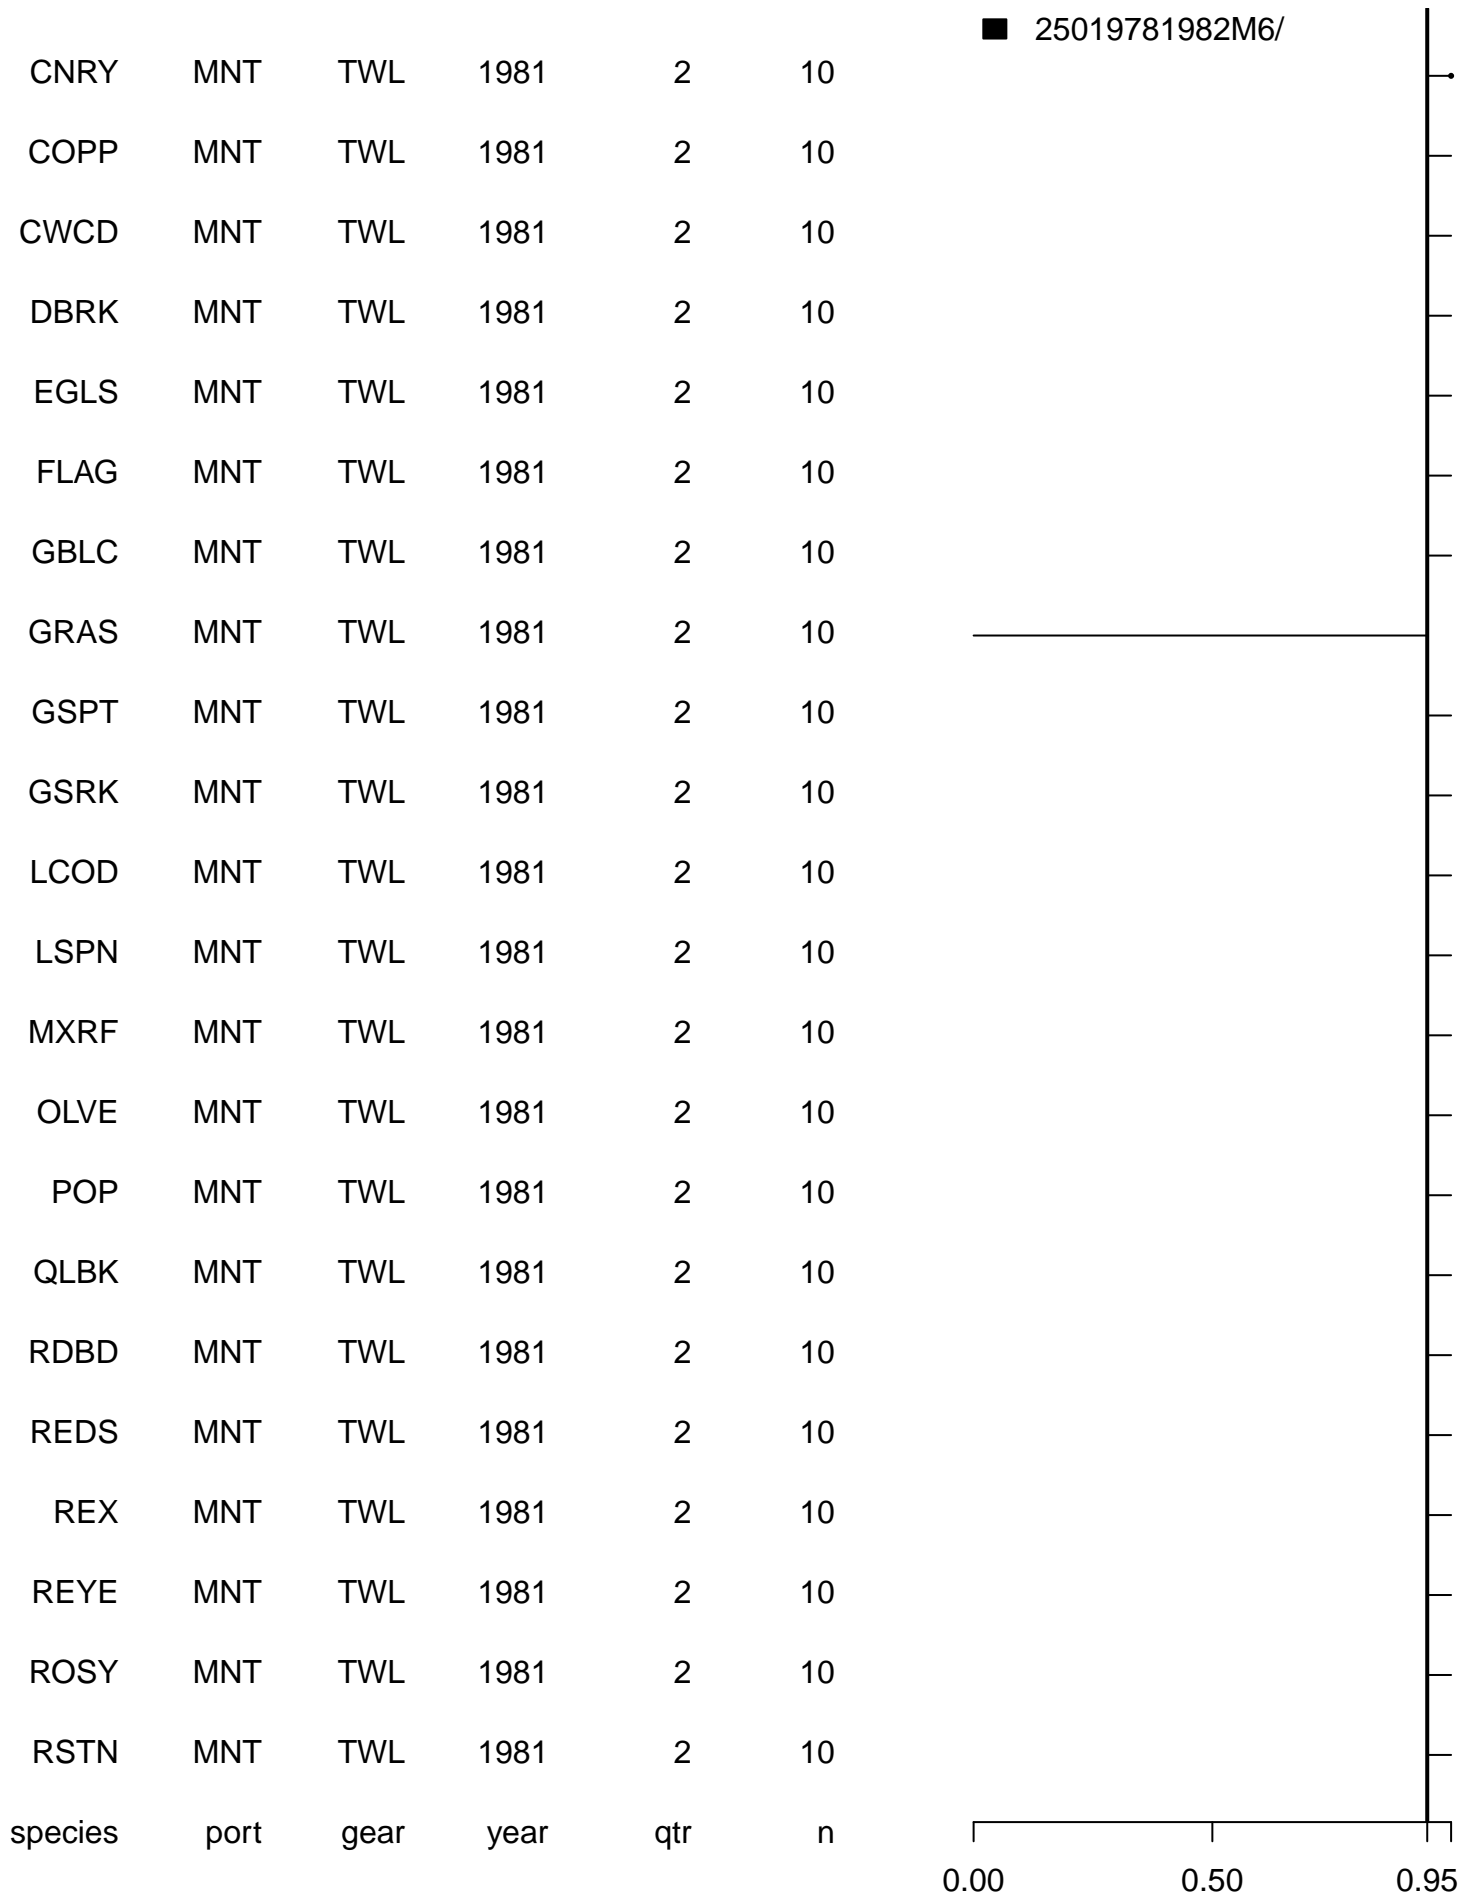 25019781982M6/
CNRY MNT TWL 1981 2 10
COPP MNT TWL 1981 2 10
CWCD MNT TWL 1981 2 10
DBRK MNT TWL 1981 2 10
EGLS MNT TWL 1981 2 10
FLAG MNT TWL 1981 2 10
GBLC MNT TWL 1981 2 10
GRAS MNT TWL 1981 2 10
GSPT MNT TWL 1981 2 10
GSRK MNT TWL 1981 2 10
LCOD MNT TWL 1981 2 10
LSPN MNT TWL 1981 2 10
MXRF MNT TWL 1981 2 10
OLVE MNT TWL 1981 2 10
POP MNT TWL 1981 2 10
QLBK MNT TWL 1981 2 10
RDBD MNT TWL 1981 2 10
REDS MNT TWL 1981 2 10
REX MNT TWL 1981 2 10
REYE MNT TWL 1981 2 10
ROSY MNT TWL 1981 2 10
RSTN MNT TWL 1981 2 10
species port gear year qtr n
0.00 0.50 0.95